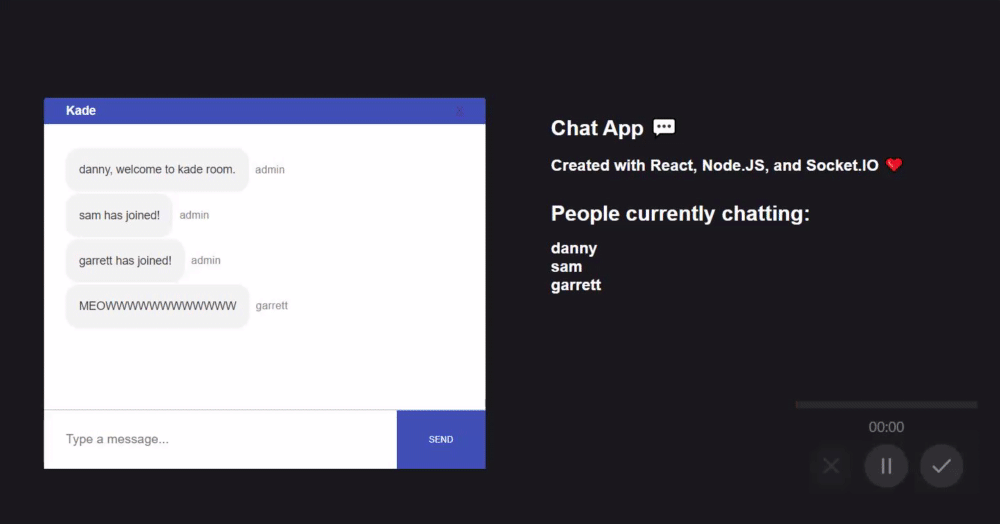 Kade
danny, welcome to kade room. admin
sam has joined! admin
garrett has joined! admin
MEOWWWWWWWWWWWW garrett
Type a message...
SEND
Chat App 💬
Created with React, Node.JS, and Socket.IO ❤️
People currently chatting:
danny
sam
garrett
00:00